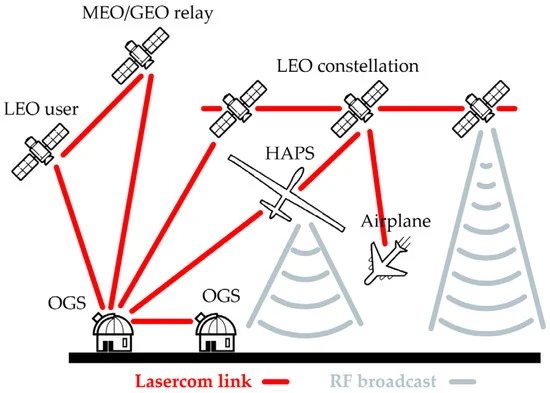 MEO/GEO relay
LEO constellation
LEO user
HAPS
Airplane
OGS
OGS
Lasercom link
RF broadcast